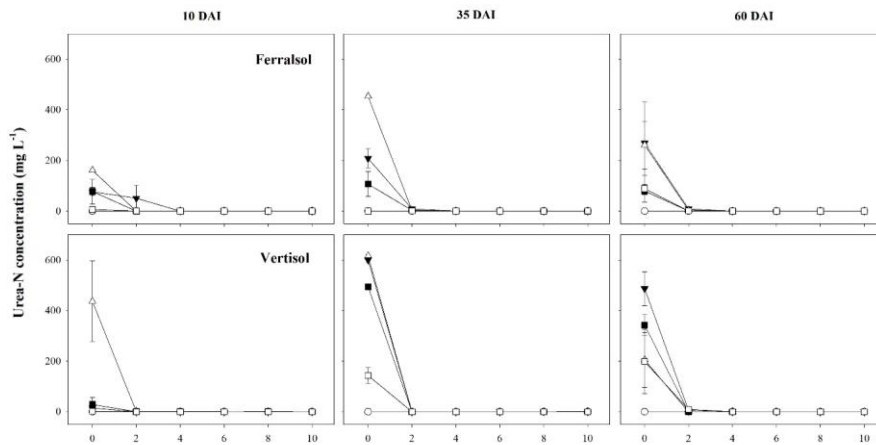 10 DAI 35 DAI 60 DAI
Ferralsol
600
400
200
0
Urea-N concentration (mg L⁻¹)
Vertisol
600
400
200
0
0 2 4 6 8 10 0 2 4 6 8 10 0 2 4 6 8 10